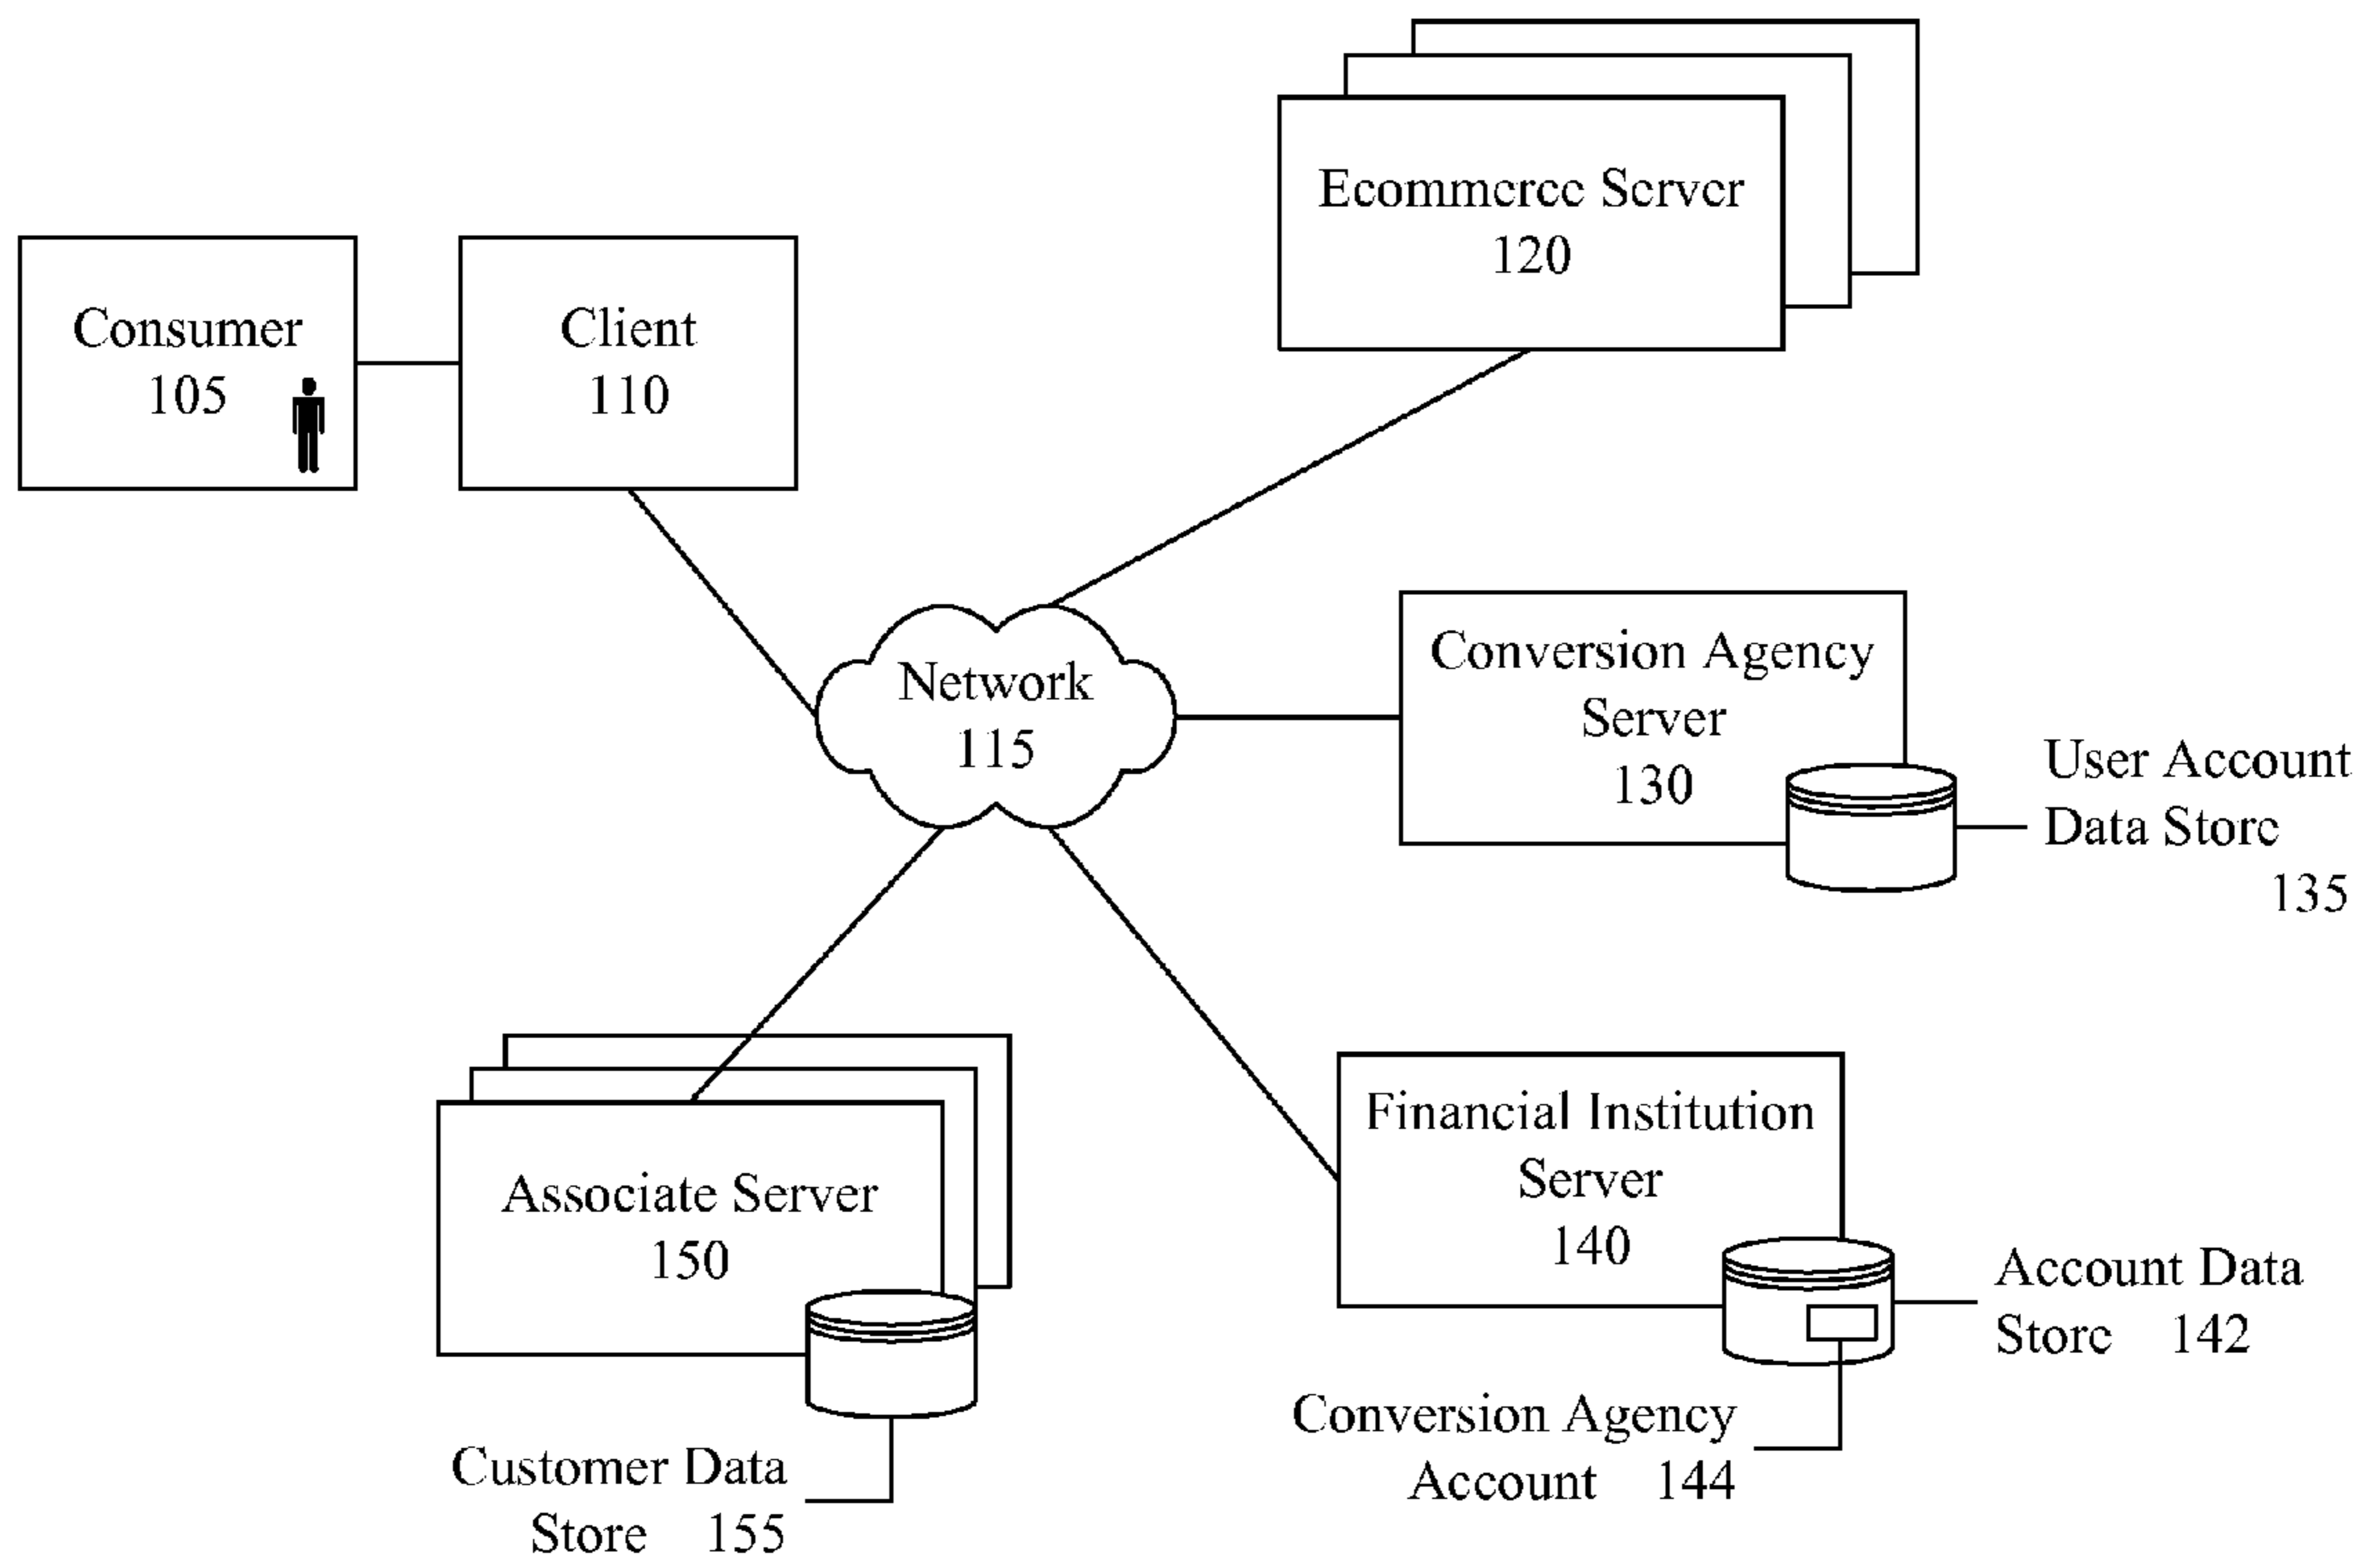 Ecommerce Server
120
Consumer
105
Client
110
Network
115
Conversion Agency
Server
130
User Account
Data Store
135
Associate Server
150
Customer Data
Store 155
Financial Institution
Server
140
Account Data
Store 142
Conversion Agency
Account 144